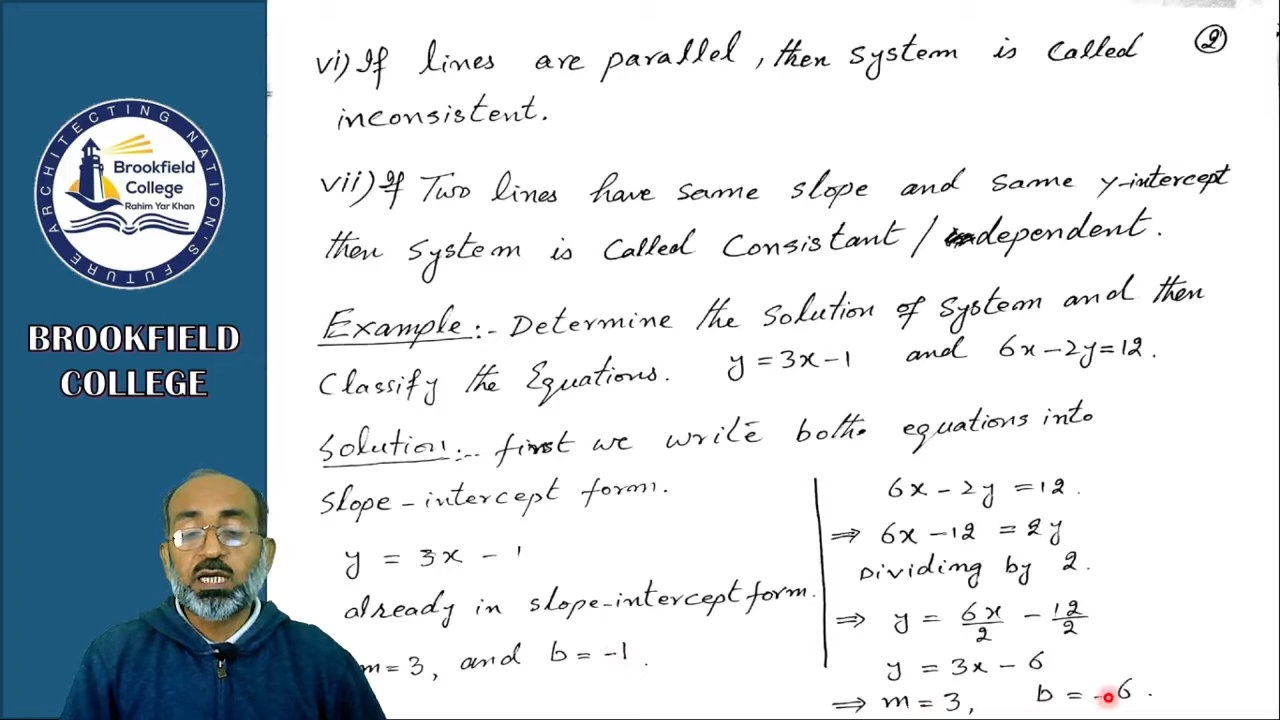 ARCHITECTING NATION'S FUTURE
Brookfield
College
Rahim Yar Khan
BROOKFIELD
COLLEGE
2
vi) If lines are parallel, then system is called
inconsistent.
vii) If Two lines have same slope and same y-intercept
then system is called Consistant / dependent.
Example:- Determine the solution of system and then
Classify the Equations. y = 3x - 1 and 6x - 2y = 12.
Solution:- first we write both equations into
slope-intercept form.
y = 3x - 1
already in slope-intercept form.
m = 3, and b = -1
6x - 2y = 12.
⇒ 6x - 12 = 2y
Dividing by 2.
⇒ y = 6x/2 - 12/2
y = 3x - 6
⇒ m = 3, b = -6.